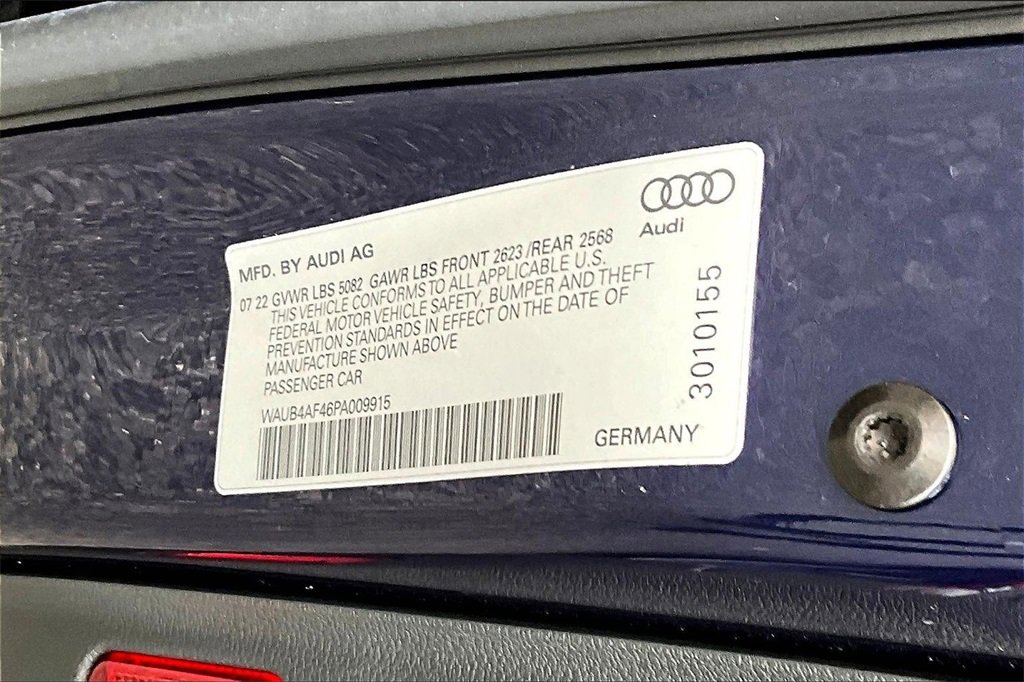 Audi
MFD. BY AUDI AG
07 22 GVWR LBS 5082 GAWR LBS FRONT 2623 /REAR 2568
THIS VEHICLE CONFORMS TO ALL APPLICABLE U.S.
FEDERAL MOTOR VEHICLE SAFETY, BUMPER AND THEFT
PREVENTION STANDARDS IN EFFECT ON THE DATE OF
MANUFACTURE SHOWN ABOVE
PASSENGER CAR
WAUB4AF46PA009915
GERMANY
3010155